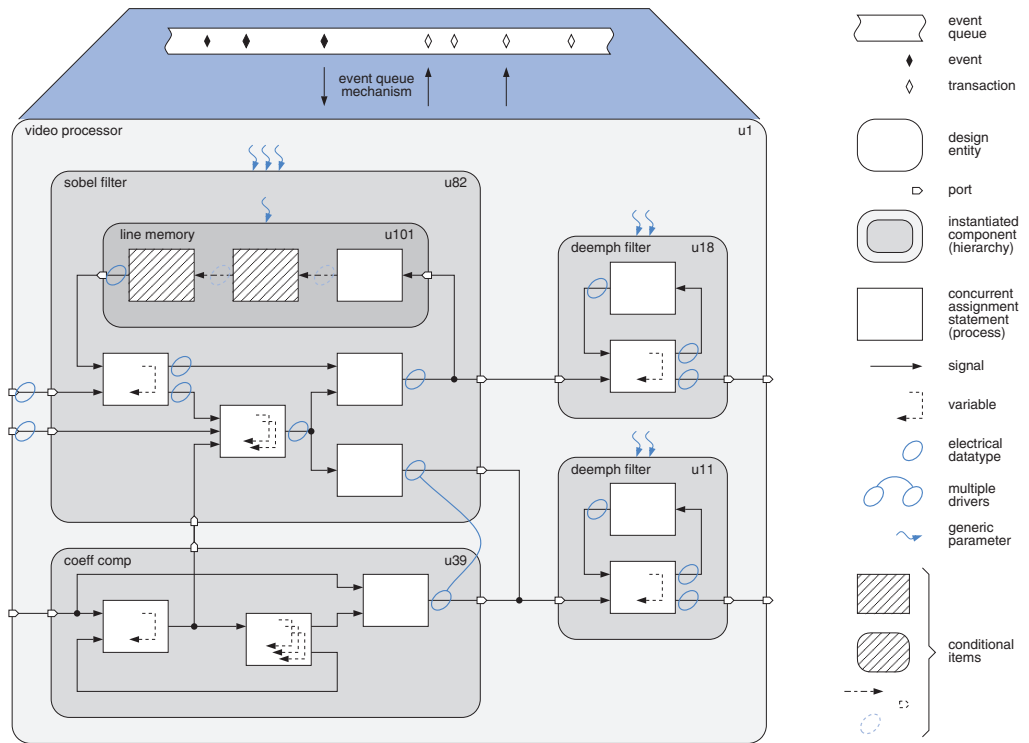 event queue
mechanism
video processor
u1
sobel filter
u82
line memory
u101
deemph filter
u18
deemph filter
u11
coeff comp
u39
event
queue
event
transaction
design
entity
port
instantiated
component
(hierarchy)
concurrent
assignment
statement
(process)
signal
variable
electrical
datatype
multiple
drivers
generic
parameter
conditional
items